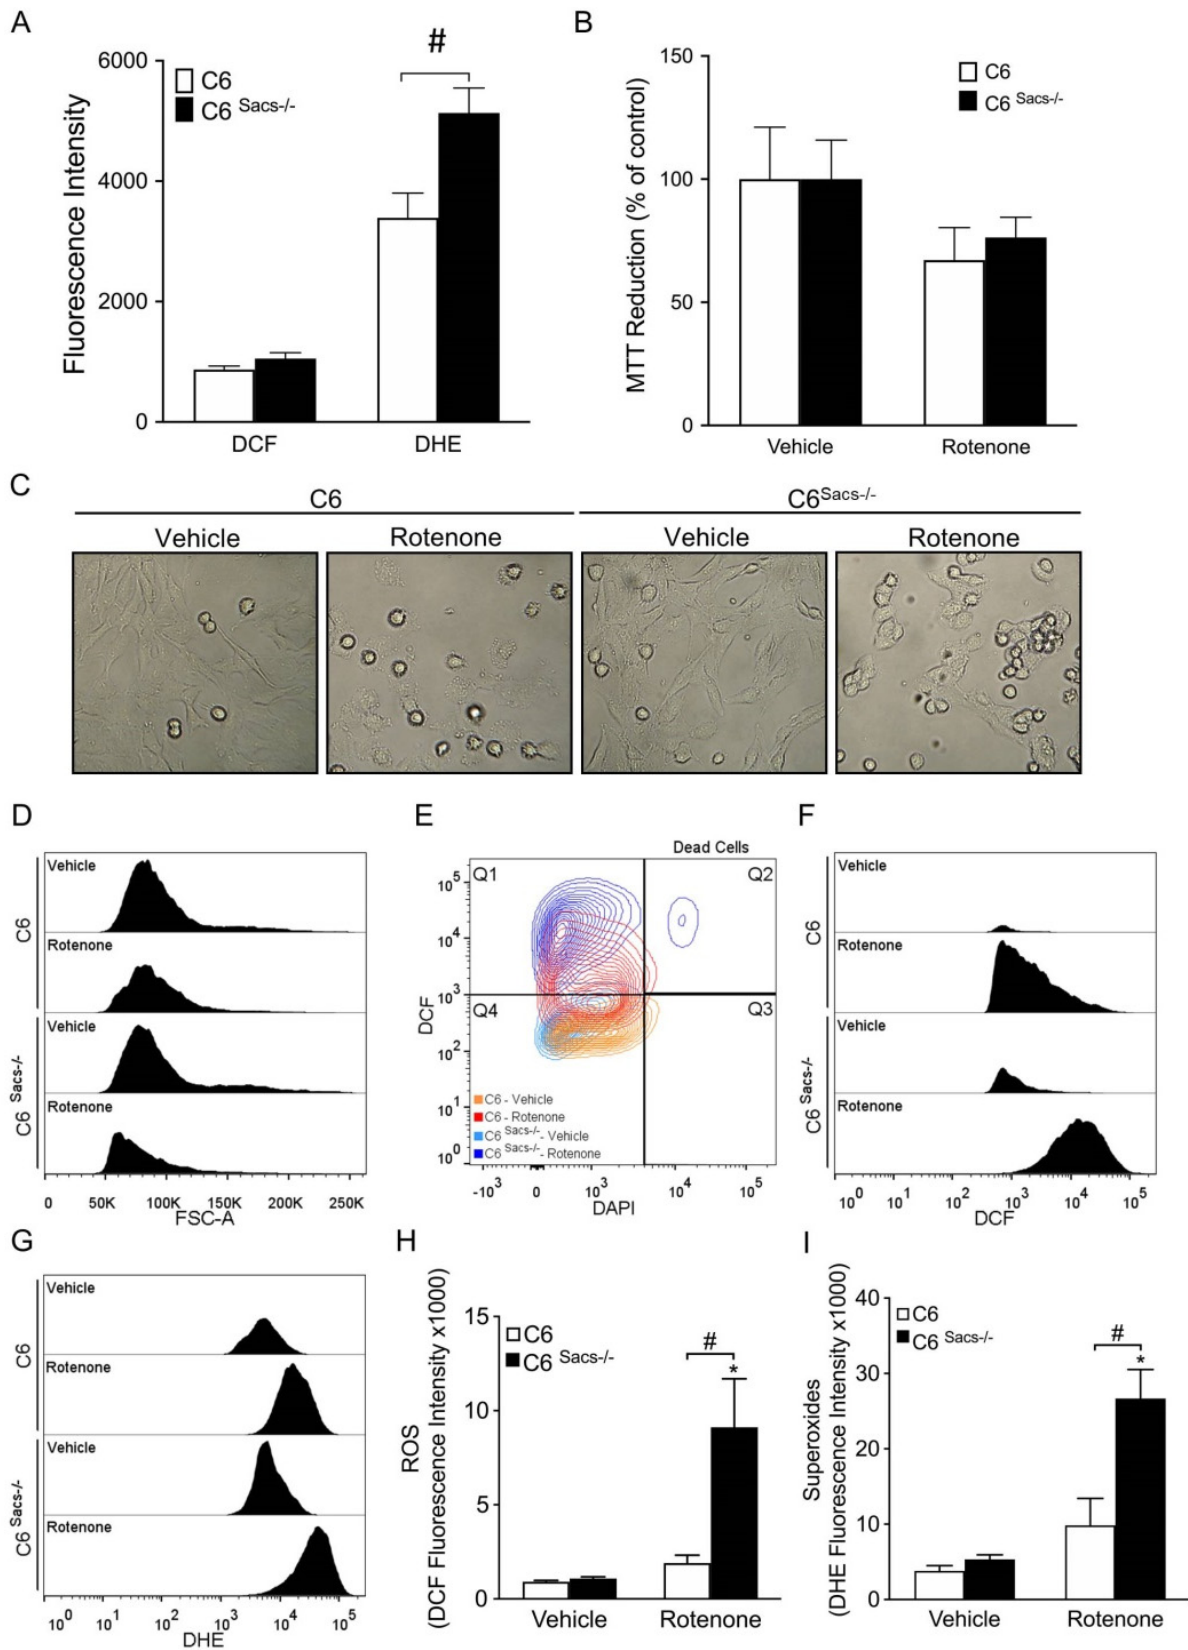 A
B
6000
#
C6
C6 Sacs-/-
4000
2000
0
Fluorescence Intensity
DCF
DHE
150
C6
C6 Sacs-/-
100
50
0
MTT Reduction (% of control)
Vehicle
Rotenone
C
C6
C6Sacs-/-
Vehicle
Rotenone
Vehicle
Rotenone
D
E
F
C6
Vehicle
Rotenone
C6 Sacs-/-
Vehicle
Rotenone
0
50K
100K
150K
200K
250K
FSC-A
Dead Cells
Q1
Q2
Q4
Q3
10^5
10^4
10^3
10^2
10^1
10^0
DCF
C6 - Vehicle
C6 - Rotenone
C6 Sacs-/- - Vehicle
C6 Sacs-/- - Rotenone
-10^3
0
10^3
10^4
10^5
DAPI
C6
Vehicle
Rotenone
C6 Sacs-/-
Vehicle
Rotenone
10^0
10^1
10^2
10^3
10^4
10^5
DCF
G
H
I
C6
Vehicle
Rotenone
C6 Sacs-/-
Vehicle
Rotenone
10^0
10^1
10^2
10^3
10^4
10^5
DHE
ROS
(DCF Fluorescence Intensity x1000)
15
10
5
0
C6
C6 Sacs-/-
#
*
Vehicle
Rotenone
Superoxides
(DHE Fluorescence Intensity x1000)
40
30
20
10
0
C6
C6 Sacs-/-
#
*
Vehicle
Rotenone